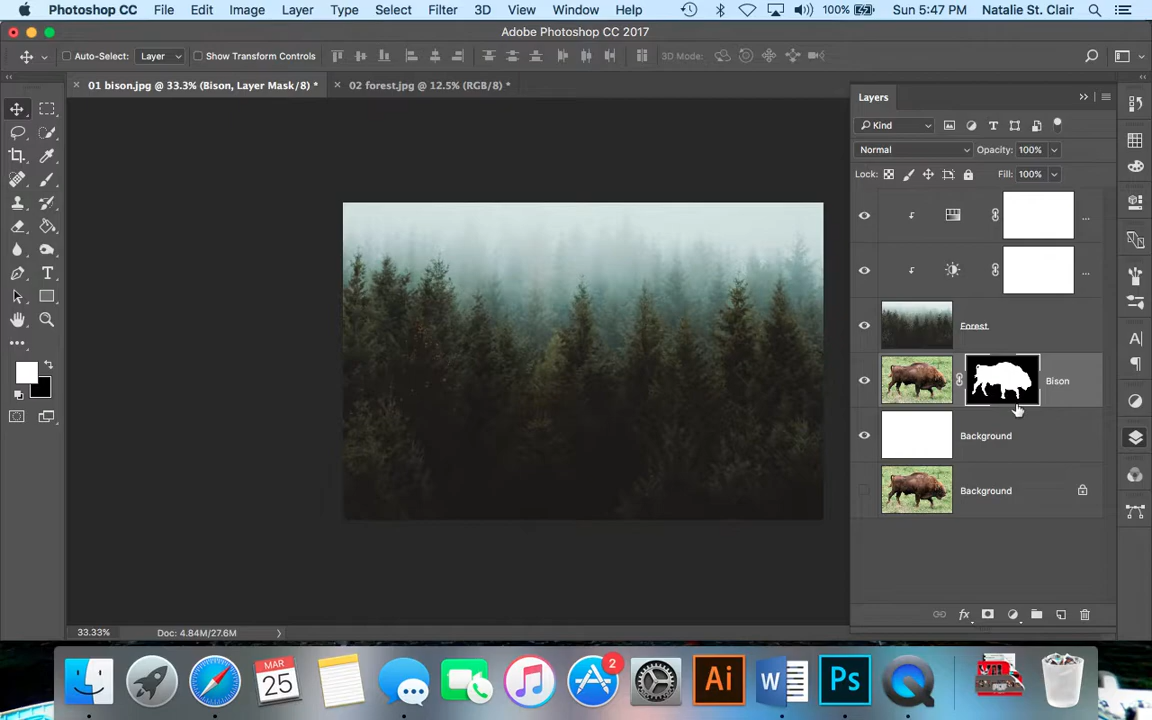 Photoshop CC File Edit Image Layer Type Select Filter 3D View Window Help 100% Sun 5:47 PM Natalie St. Clair
Adobe Photoshop CC 2017
Auto-Select: Layer Show Transform Controls 3D Mode:
× 01 bison.jpg @ 33.3% (Bison, Layer Mask/8) * × 02 forest.jpg @ 12.5% (RGB/8) *
Layers
Kind
Normal Opacity: 100%
Lock: Fill: 100%
...
...
Forest
Bison
Background
Background
33.33% Doc: 4.84M/27.6M
MAR
25
2
Ai
W
Ps